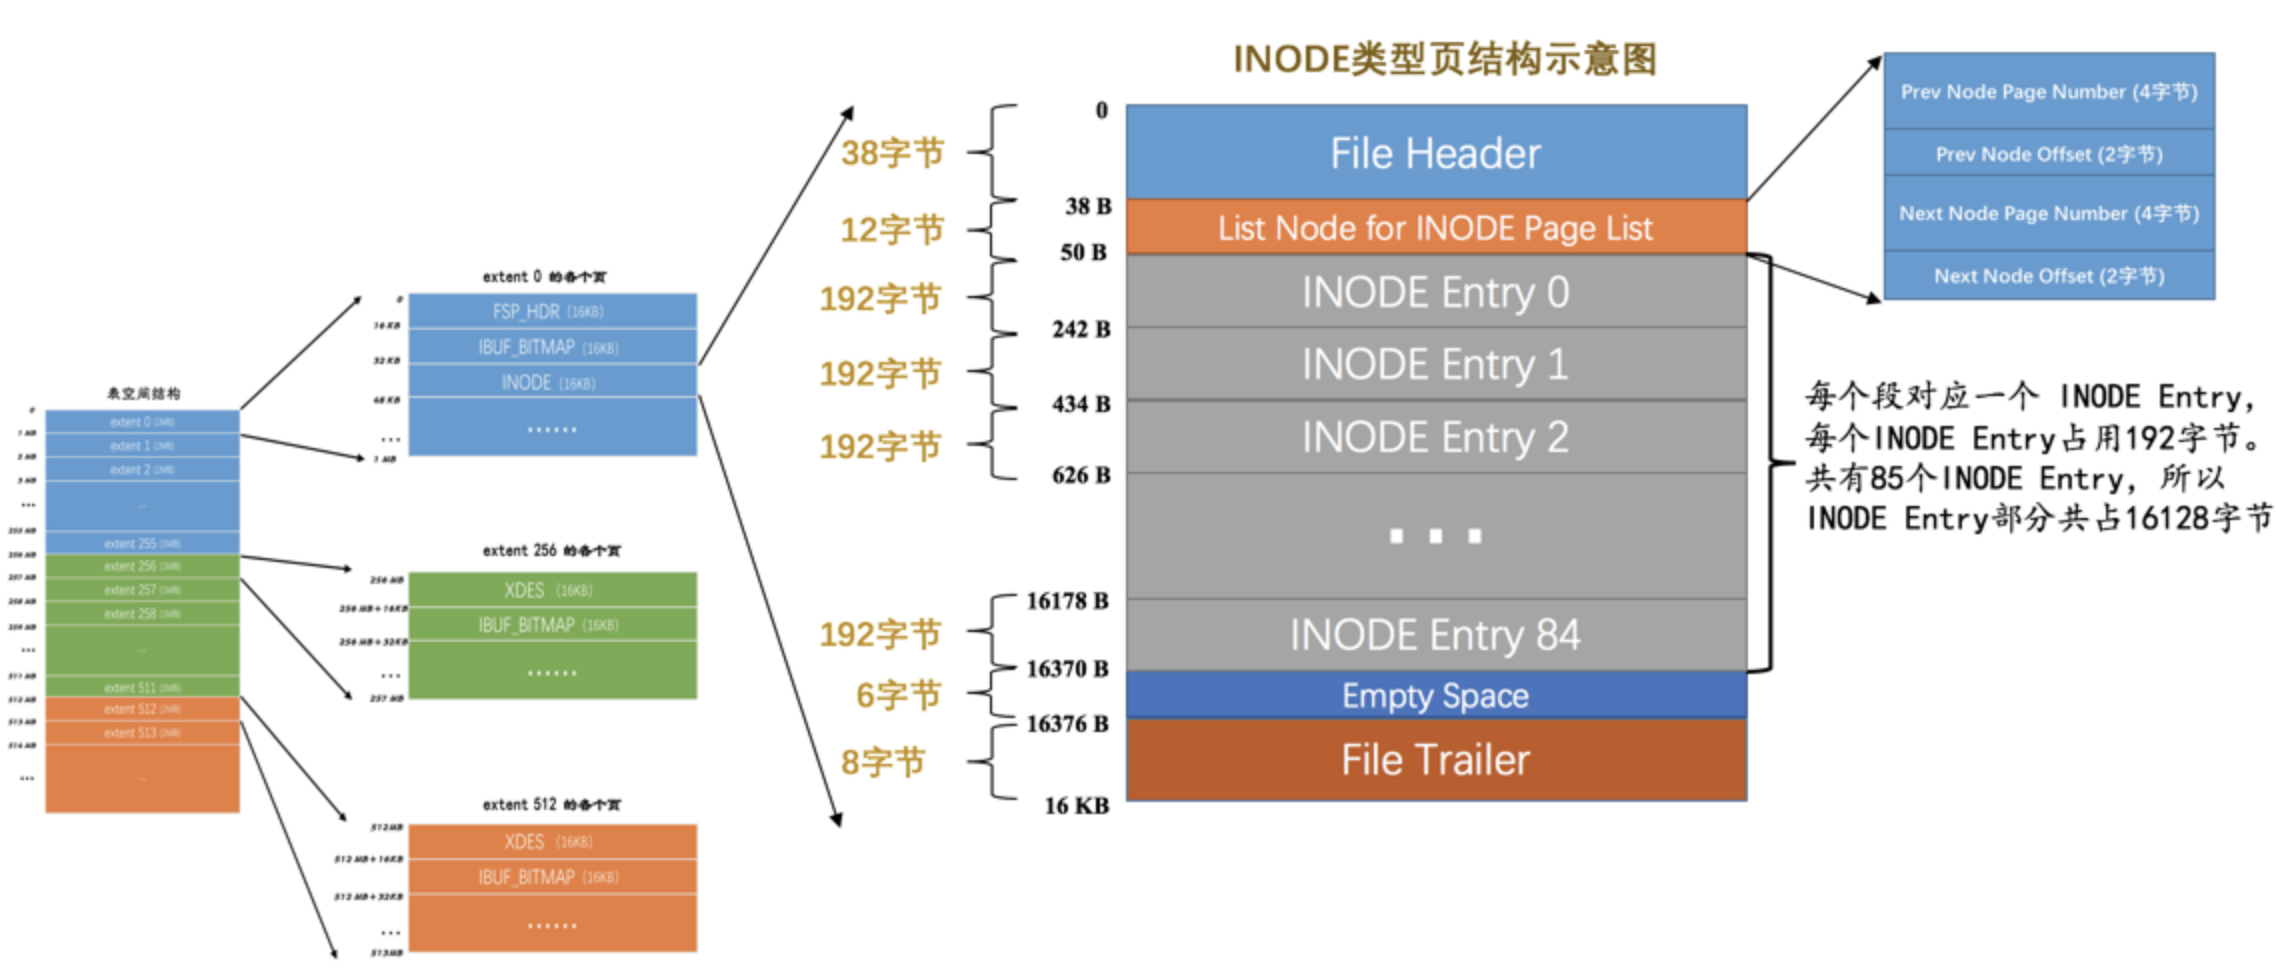 INODE类型页结构示意图
表空间结构
0
extent 0 (1MB)
1 MB
extent 1 (1MB)
2 MB
extent 2 (1MB)
3 MB
...
...
255 MB
extent 255 (1MB)
256 MB
extent 256 (1MB)
257 MB
extent 257 (1MB)
258 MB
extent 258 (1MB)
259 MB
...
...
511 MB
extent 511 (1MB)
512 MB
extent 512 (1MB)
513 MB
extent 513 (1MB)
514 MB
...
...
extent 0 的各个页
0
FSP_HDR (16KB)
16 KB
IBUF_BITMAP (16KB)
32 KB
INODE (16KB)
48 KB
......
...
1 MB
extent 256 的各个页
256 MB
XDES (16KB)
256 MB+16KB
IBUF_BITMAP (16KB)
256 MB+32KB
......
...
257 MB
extent 512 的各个页
512MB
XDES (16KB)
512 MB+16KB
IBUF_BITMAP (16KB)
512 MB+32KB
......
...
513MB
0
38字节
File Header
38 B
12字节
List Node for INODE Page List
50 B
192字节
INODE Entry 0
242 B
192字节
INODE Entry 1
434 B
192字节
INODE Entry 2
626 B
...
16178 B
192字节
INODE Entry 84
16370 B
6字节
Empty Space
16376 B
8字节
File Trailer
16 KB
Prev Node Page Number (4字节)
Prev Node Offset (2字节)
Next Node Page Number (4字节)
Next Node Offset (2字节)
每个段对应一个 INODE Entry,
每个INODE Entry占用192字节。
共有85个INODE Entry, 所以
INODE Entry部分共占16128字节